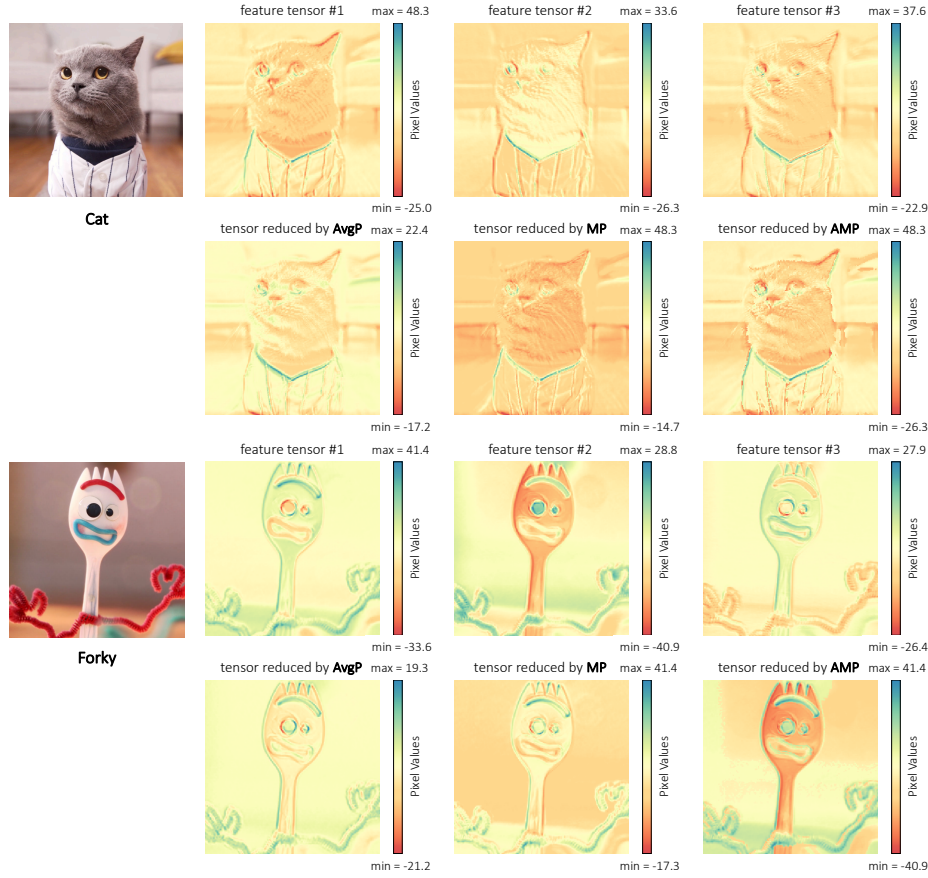 feature tensor #1 max = 48.3
feature tensor #2 max = 33.6
feature tensor #3 max = 37.6
Pixel Values
Pixel Values
Pixel Values
min = -25.0
min = -26.3
min = -22.9
Cat
tensor reduced by AvgP max = 22.4
tensor reduced by MP max = 48.3
tensor reduced by AMP max = 48.3
Pixel Values
Pixel Values
Pixel Values
min = -17.2
min = -14.7
min = -26.3
feature tensor #1 max = 41.4
feature tensor #2 max = 28.8
feature tensor #3 max = 27.9
Pixel Values
Pixel Values
Pixel Values
min = -33.6
min = -40.9
min = -26.4
Forky
tensor reduced by AvgP max = 19.3
tensor reduced by MP max = 41.4
tensor reduced by AMP max = 41.4
Pixel Values
Pixel Values
Pixel Values
min = -21.2
min = -17.3
min = -40.9